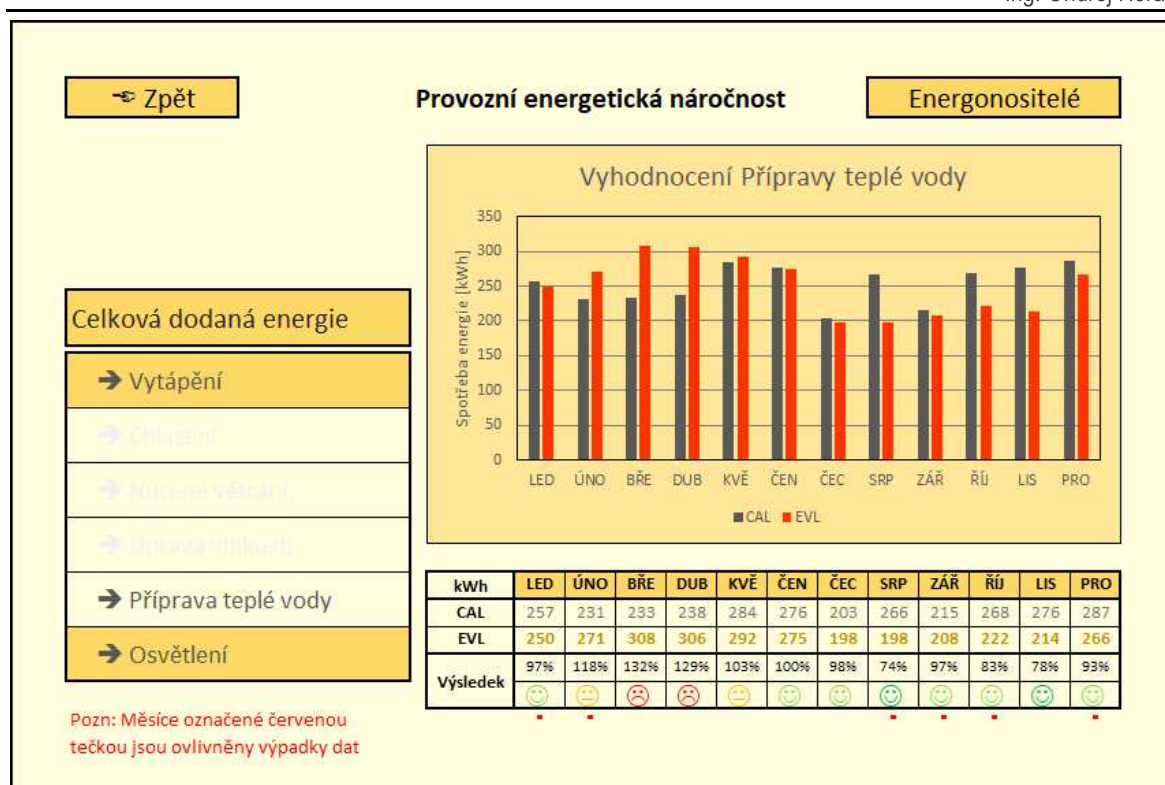 Zpět
Provozní energetická náročnost
Energonositelé
Celková dodaná energie
➔ Vytápění
➔ Chlazení
➔ Nucené větrání
➔ Úprava vlhkosti
➔ Příprava teplé vody
➔ Osvětlení
Pozn: Měsíce označené červenou
tečkou jsou ovlivněny výpadky dat
Vyhodnocení Přípravy teplé vody
Spotřeba energie [kWh]
350
300
250
200
150
100
50
0
LED ÚNO BŘE DUB KVĚ ČEN ČEC SRP ZÁŘ ŘÍJ LIS PRO
CAL EVL
kWh LED ÚNO BŘE DUB KVĚ ČEN ČEC SRP ZÁŘ ŘÍJ LIS PRO
CAL 257 231 233 238 284 276 203 266 215 268 276 287
EVL 250 271 308 306 292 275 198 198 208 222 214 266
Výsledek 97% 118% 132% 129% 103% 100% 98% 74% 97% 83% 78% 93%